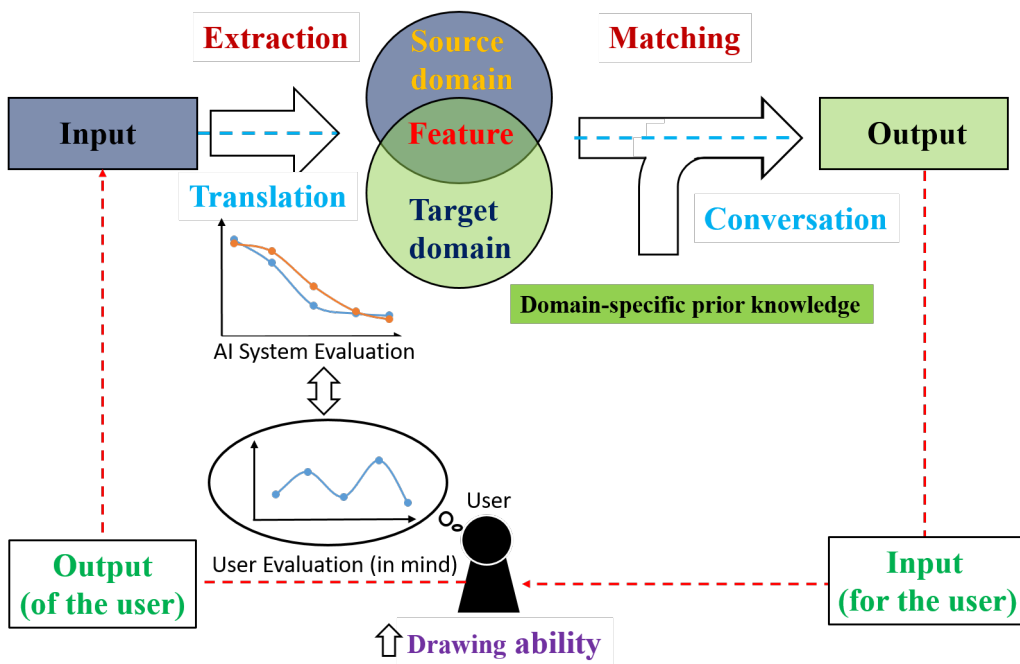 Extraction
Source
domain
Matching
Input
Feature
Output
Translation
Target
domain
Conversation
Domain-specific prior knowledge
AI System Evaluation
User
User Evaluation (in mind)
Output
(of the user)
Input
(for the user)
Drawing ability